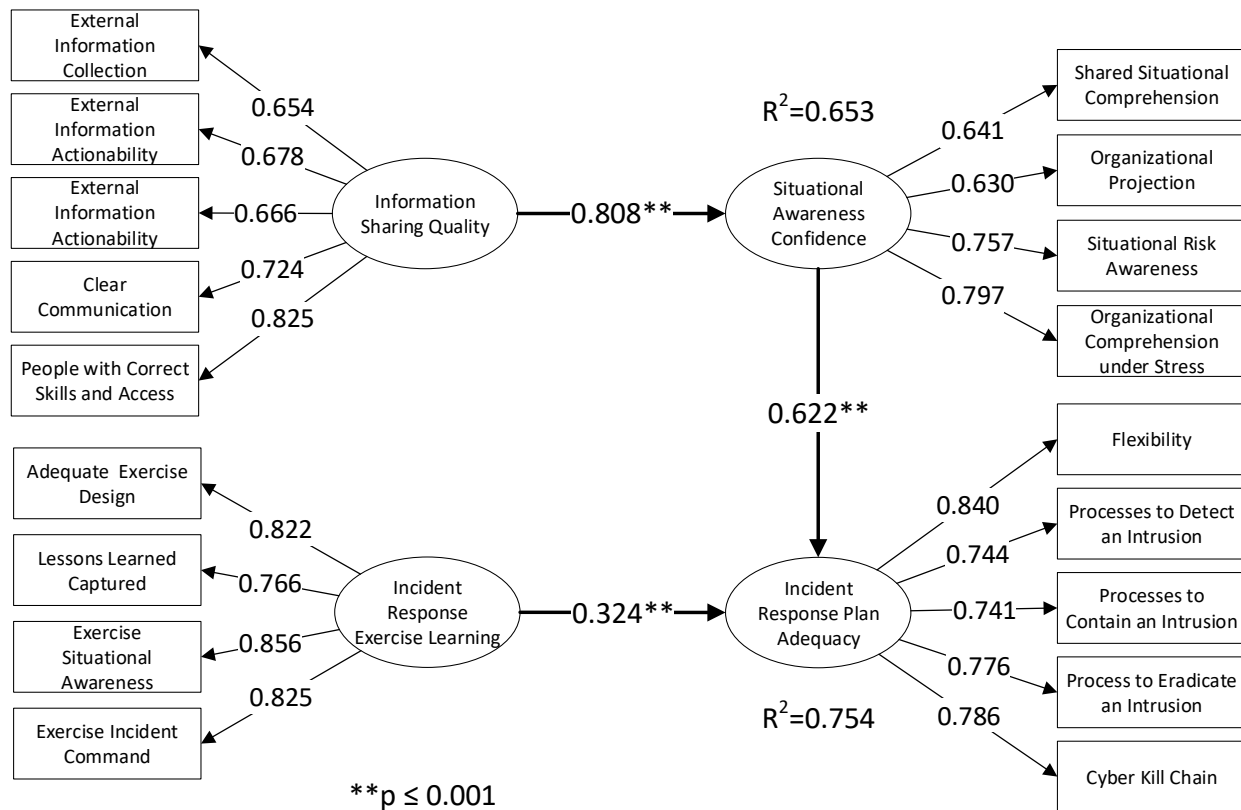 External
Information
Collection
External
Information
Actionability
External
Information
Actionability
Clear
Communication
People with Correct
Skills and Access
0.654
0.678
0.666
0.724
0.825
Information
Sharing Quality
0.808**
R²=0.653
Situational
Awareness
Confidence
0.641
0.630
0.757
0.797
Shared Situational
Comprehension
Organizational
Projection
Situational Risk
Awareness
Organizational
Comprehension
under Stress
0.622**
Adequate Exercise
Design
Lessons Learned
Captured
Exercise
Situational
Awareness
Exercise Incident
Command
0.822
0.766
0.856
0.825
Incident
Response
Exercise Learning
0.324**
Incident
Response Plan
Adequacy
R²=0.754
0.840
0.744
0.741
0.776
0.786
Flexibility
Processes to Detect
an Intrusion
Processes to
Contain an Intrusion
Process to Eradicate
an Intrusion
Cyber Kill Chain
**p ≤ 0.001